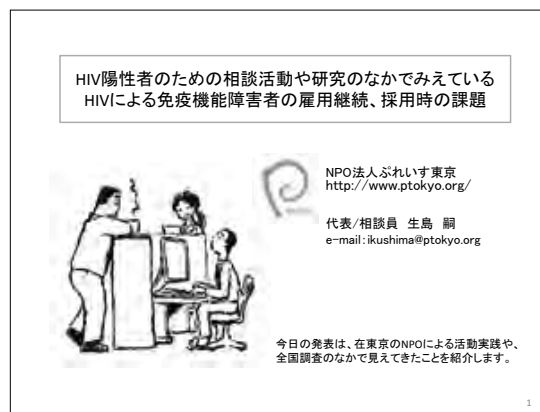 HIV陽性者のための相談活動や研究のなかでみえている
HIVによる免疫機能障害者の雇用継続、採用時の課題
NPO法人ぷれいす東京
http://www.ptokyo.org/
代表/相談員 生島 嗣
e-mail:ikushima@ptokyo.org
今日の発表は、在東京のNPOによる活動実践や、
全国調査のなかで見えてきたことを紹介します。
1